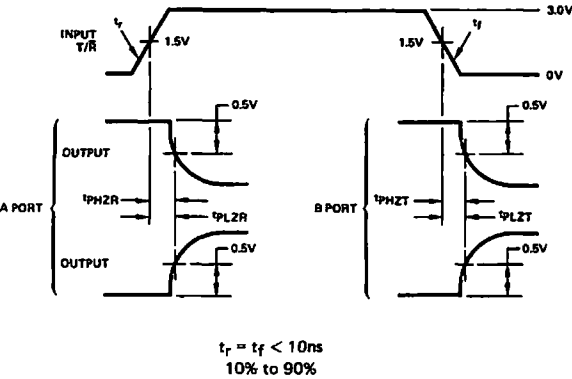 INPUT
T/R̅
tr
1.5V
1.5V
tf
3.0V
0V
0.5V
0.5V
A PORT
OUTPUT
tPHZR
tPLZR
0.5V
OUTPUT
B PORT
tPHZT
tPLZT
0.5V
tr = tf < 10ns
10% to 90%